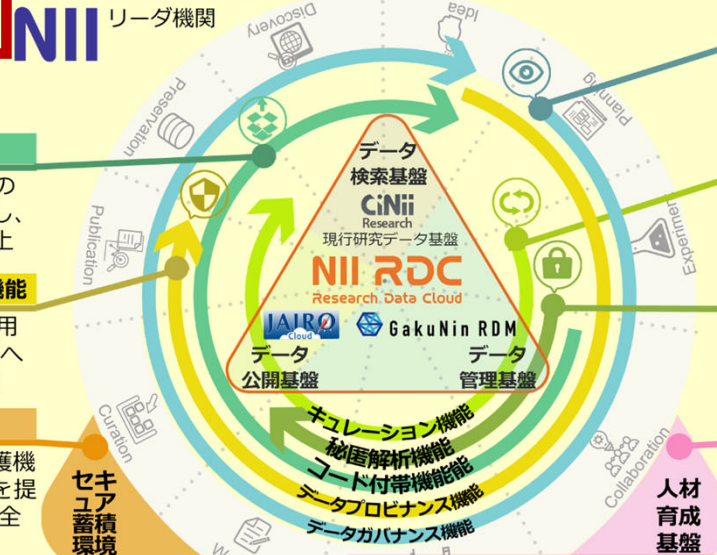 NII リーダ機関
Discovery
Idea
Preservation
Planning
Publication
Experiment
Curation
Collaboration
の
し、
上
機能
用
へ
護機
を提
全
データ
検索基盤
CiNii
Research
現行研究データ基盤
NII RDC
Research Data Cloud
JAIRO
Cloud
GakuNin RDM
データ
公開基盤
データ
管理基盤
キュレーション機能
秘匿解析機能
コード付帯機能
データプロビナンス機能
データガバナンス機能
セキュア
蓄積
環境
人材
育成
基盤